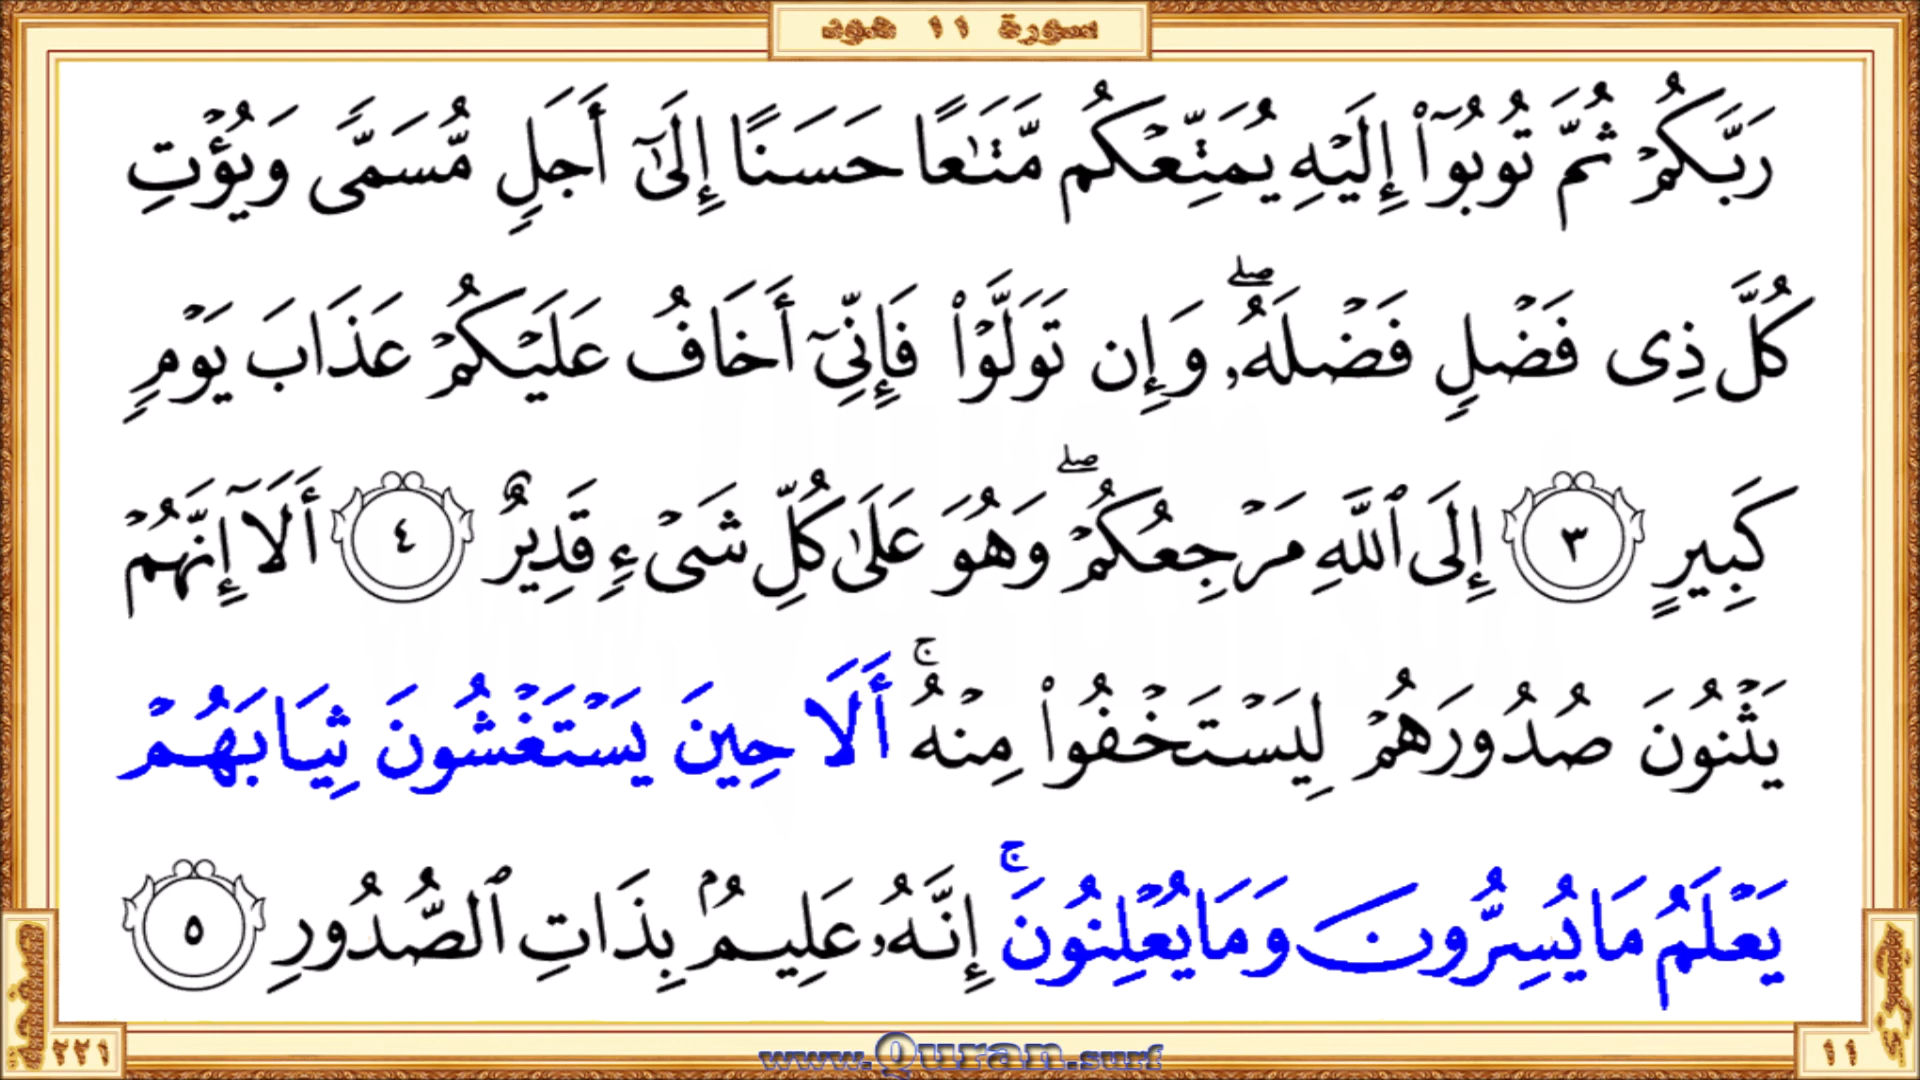 سورة ١١ هود
رَبَّكُمْ ثُمَّ تُوبُوٓا۟ إِلَيْهِ يُمَتِّعْكُم مَّتَـٰعًا حَسَنًا إِلَىٰٓ أَجَلٍ مُّسَمًّى وَيُؤْتِ
كُلَّ ذِى فَضْلٍ فَضْلَهُۥ ۖ وَإِن تَوَلَّوْا۟ فَإِنِّىٓ أَخَافُ عَلَيْكُمْ عَذَابَ يَوْمٍ
كَبِيرٍ ٣ إِلَى ٱللَّهِ مَرْجِعُكُمْ ۖ وَهُوَ عَلَىٰ كُلِّ شَىْءٍ قَدِيرٌ ٤ أَلَآ إِنَّهُمْ
يَثْنُونَ صُدُورَهُمْ لِيَسْتَخْفُوا۟ مِنْهُ ۚ أَلَا حِينَ يَسْتَغْشُونَ ثِيَابَهُمْ
يَعْلَمُ مَا يُسِرُّونَ وَمَا يُعْلِنُونَ ۚ إِنَّهُۥ عَلِيمٌۢ بِذَاتِ ٱلصُّدُورِ ٥
صفحة
٢٢١
www.Quran.surf
١١